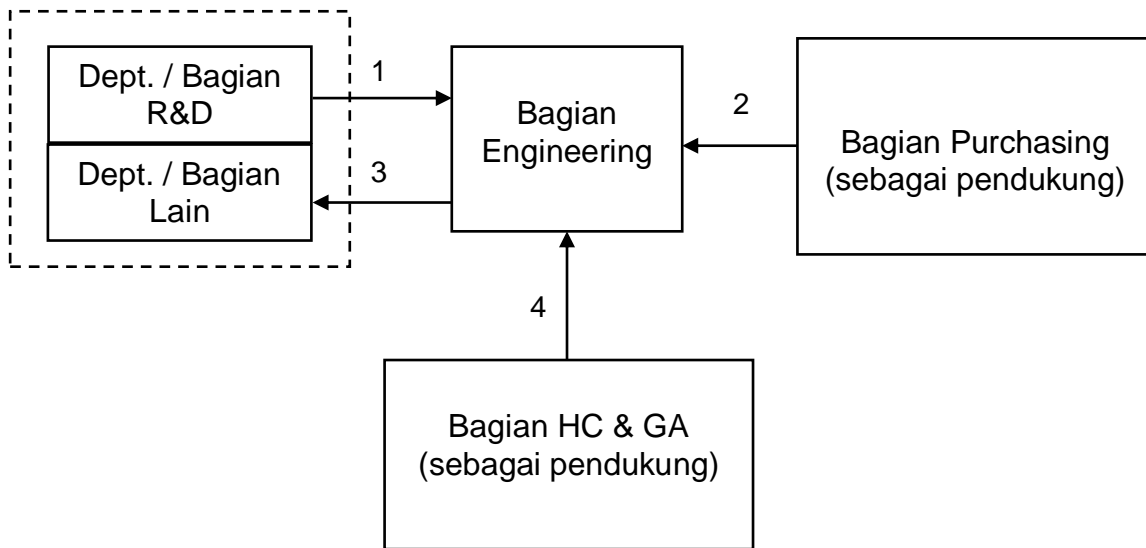 Dept. / Bagian
R&D
1
Bagian
Engineering
2
Bagian Purchasing
(sebagai pendukung)
Dept. / Bagian
Lain
3
4
Bagian HC & GA
(sebagai pendukung)